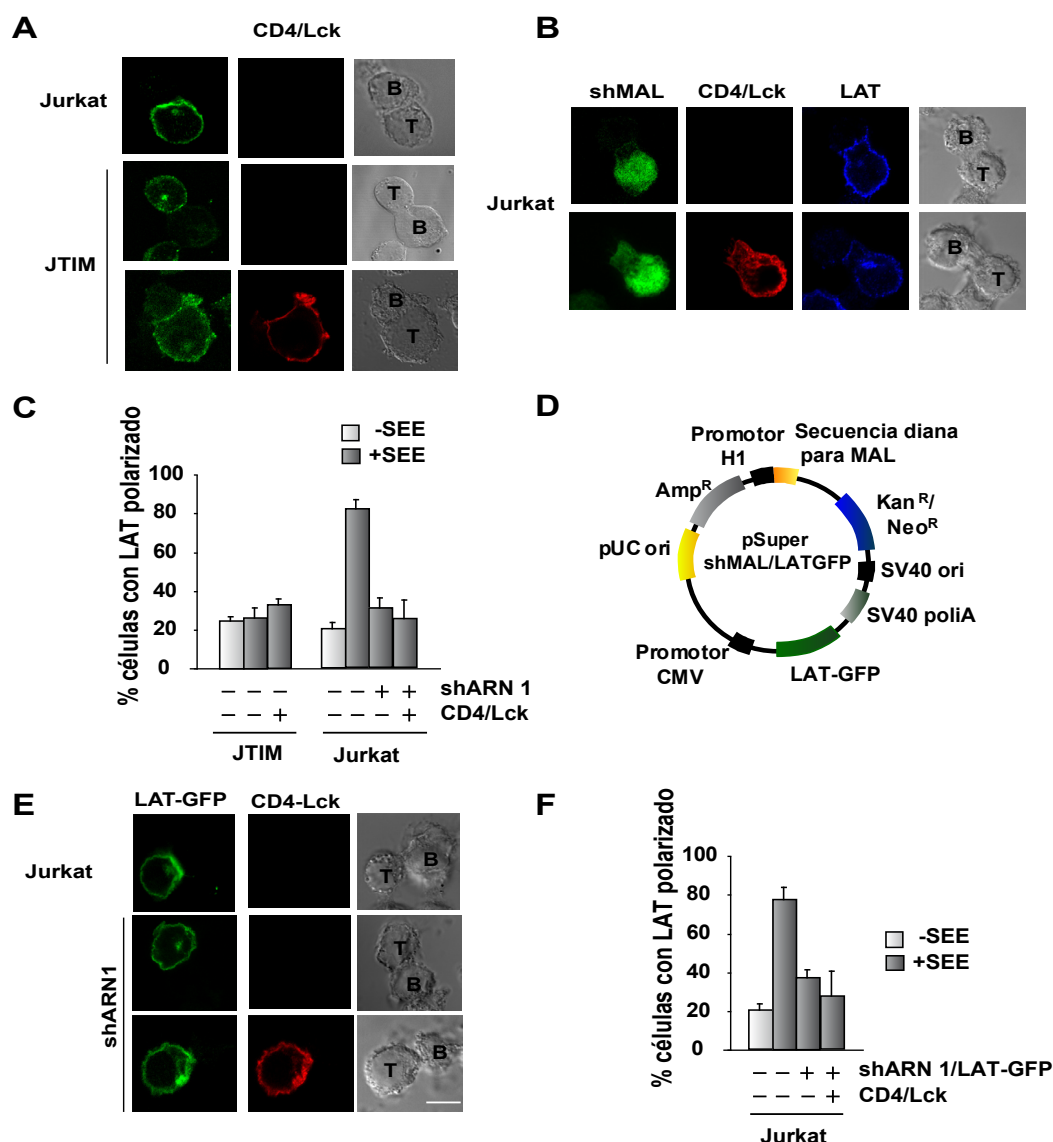 A
CD4/Lck
Jurkat
B
T
JTIM
T
B
B
T
B
shMAL
CD4/Lck
LAT
Jurkat
B
T
B
T
C
-SEE
+SEE
% células con LAT polarizado
100
80
60
40
20
0
– – + – – + + shARN 1
– – + – – – + CD4/Lck
JTIM
Jurkat
D
Promotor H1
Secuencia diana para MAL
Amp R
Kan R/ Neo R
pUC ori
pSuper shMAL/LATGFP
SV40 ori
SV40 poliA
Promotor CMV
LAT-GFP
E
LAT-GFP
CD4-Lck
Jurkat
T
B
shARN1
T
B
T
B
F
% células con LAT polarizado
100
80
60
40
20
0
-SEE
+SEE
– – + + shARN 1/LAT-GFP
– – – + CD4/Lck
Jurkat